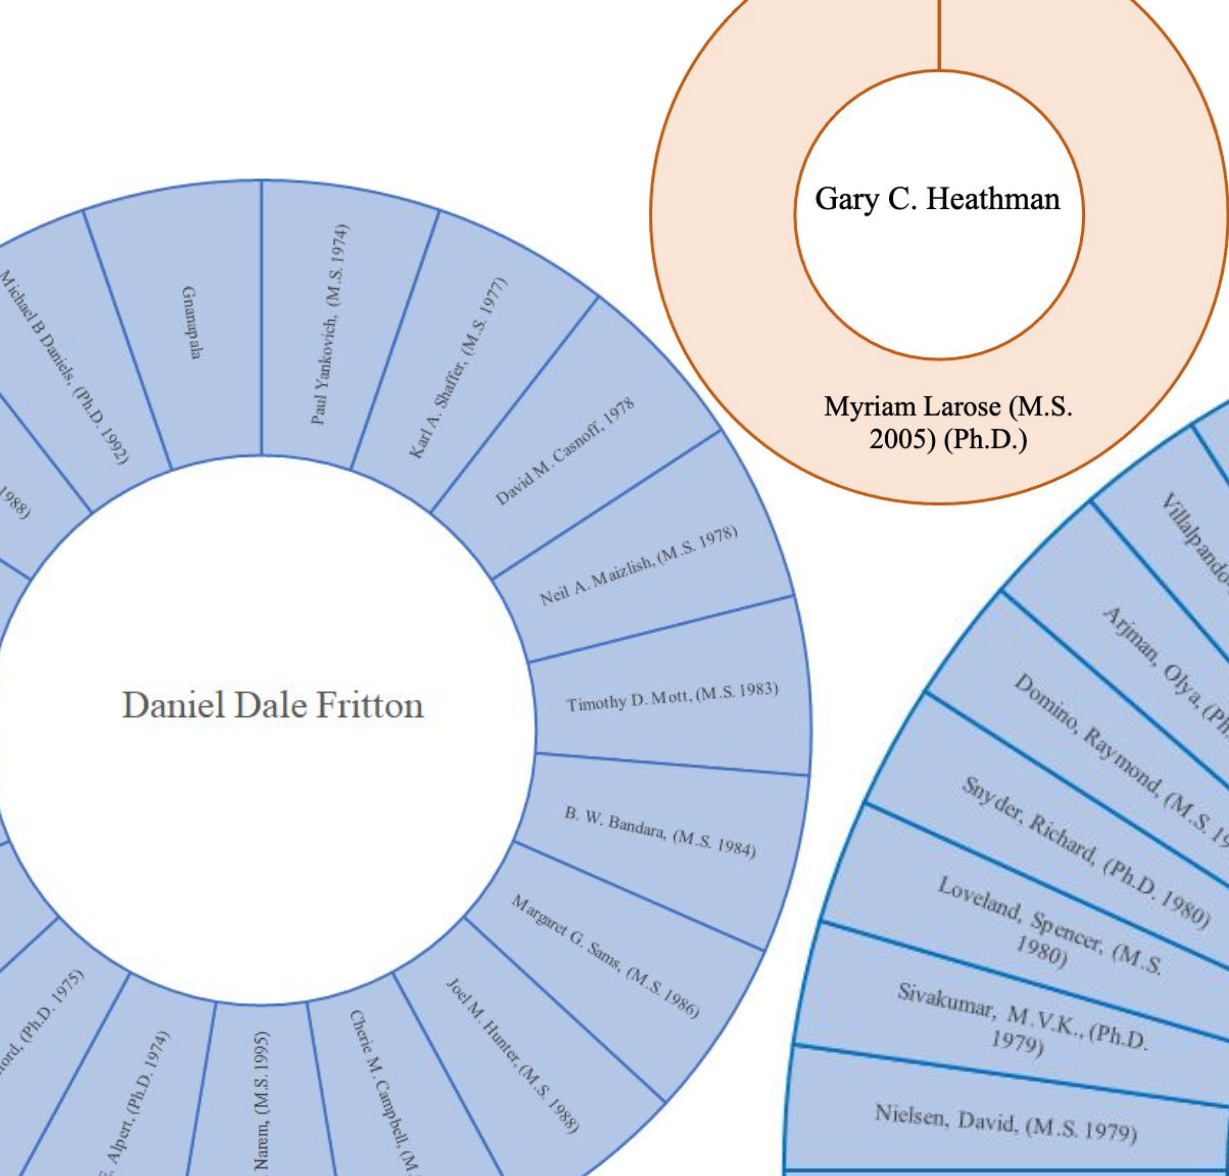 Gary C. Heathman
Myriam Larose (M.S.
2005) (Ph.D.)
Daniel Dale Fritton
Gnanapala
Paul Yankovich, (M.S. 1974)
Karl A. Shaffer, (M.S. 1977)
David M. Casnoff, 1978
Neil A. Maizlish, (M.S. 1978)
Timothy D. Mott, (M.S. 1983)
B. W. Bandara, (M.S. 1984)
Margaret G. Sams, (M.S. 1986)
Joel M. Hunter, (M.S. 1988)
Cherie M. Campbell, (M.
Narem, (M.S. 1995)
Alpert, (Ph.D. 1974)
(Ph.D. 1975)
1988)
Michael B Daniels, (Ph.D. 1992)
Villalpando,
Arjman, Olya, (Ph
Domino, Raymond, (M.S. 19
Snyder, Richard, (Ph.D. 1980)
Loveland, Spencer, (M.S.
1980)
Sivakumar, M.V.K., (Ph.D.
1979)
Nielsen, David, (M.S. 1979)